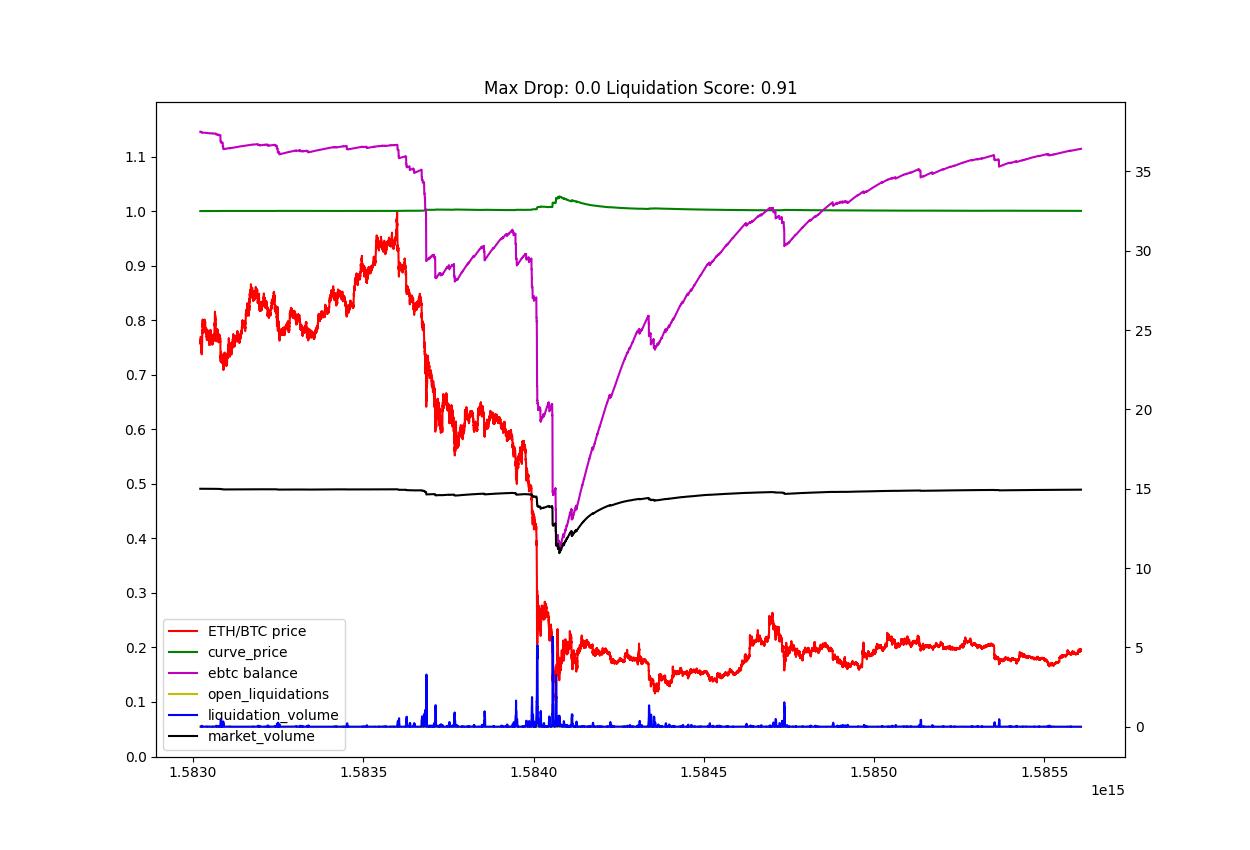 Max Drop: 0.0 Liquidation Score: 0.91
1.1
1.0
0.9
0.8
0.7
0.6
0.5
0.4
0.3
0.2
0.1
0.0
35
30
25
20
15
10
5
0
ETH/BTC price
curve_price
ebtc balance
open_liquidations
liquidation_volume
market_volume
1.5830 1.5835 1.5840 1.5845 1.5850 1.5855
1e15